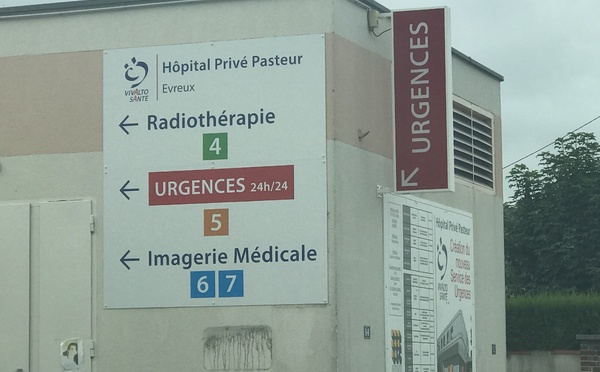 VIVALTO
SANTÉ
Hôpital Privé Pasteur
Evreux
← Radiothérapie
4
← URGENCES 24h/24
5
← Imagerie Médicale
6 7
URGENCES
Hôpital Privé Pasteur
VIVALTO
SANTÉ
Création du
nouveau
Service des
Urgences